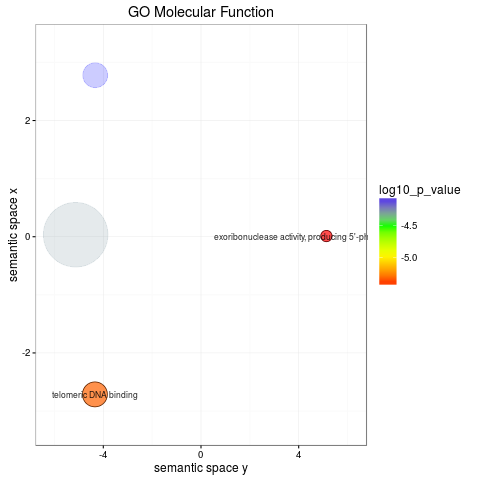 GO Molecular Function
semantic space x
2
0
-2
exoribonuclease activity, producing 5'-ph
telomeric DNA binding
-4
0
4
semantic space y
log10_p_value
-4.5
-5.0